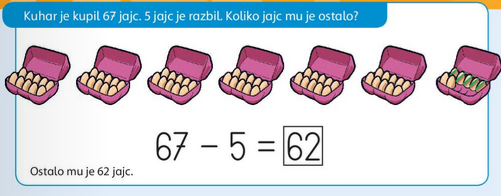 Kuhar je kupil 67 jajc. 5 jajc je razbil. Koliko jajc mu je ostalo?
67 – 5 = 62
Ostalo mu je 62 jajc.